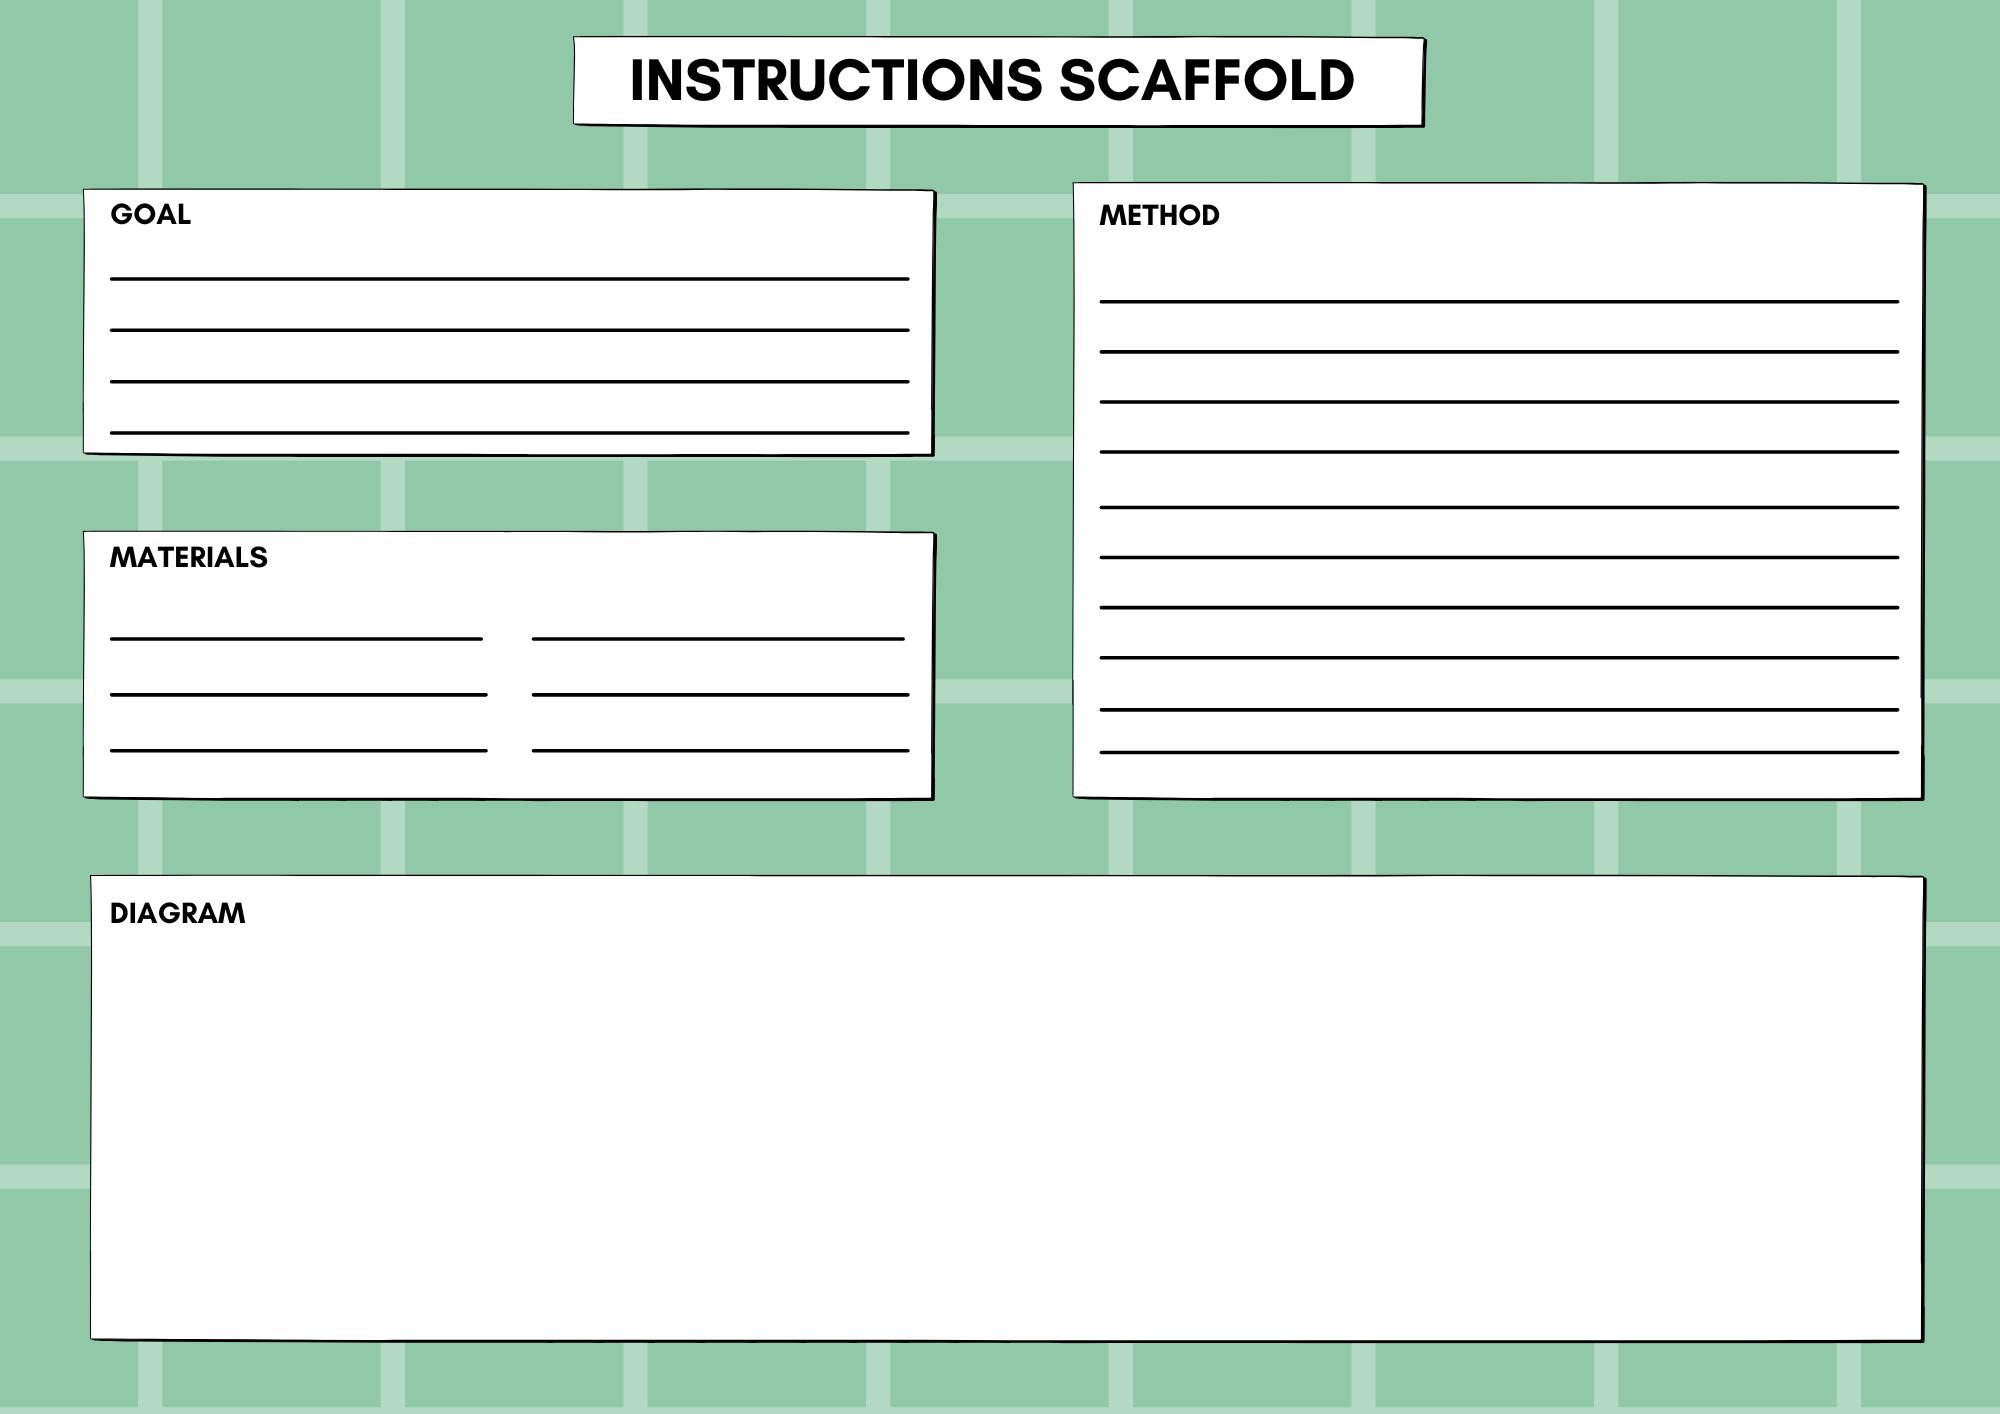 INSTRUCTIONS SCAFFOLD
GOAL
MATERIALS
METHOD
DIAGRAM